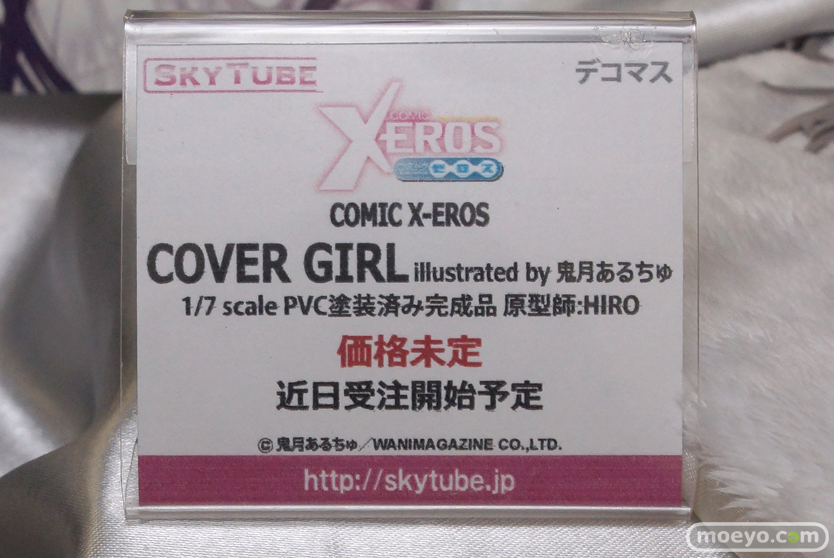 SKYTUBE
デコマス
COMIC
X-EROS
ゼロス
COMIC X-EROS
COVER GIRL illustrated by 鬼月あるちゅ
1/7 scale PVC塗装済み完成品 原型師:HIRO
価格未定
近日受注開始予定
© 鬼月あるちゅ/WANIMAGAZINE CO.,LTD.
http://skytube.jp
moeyo.com